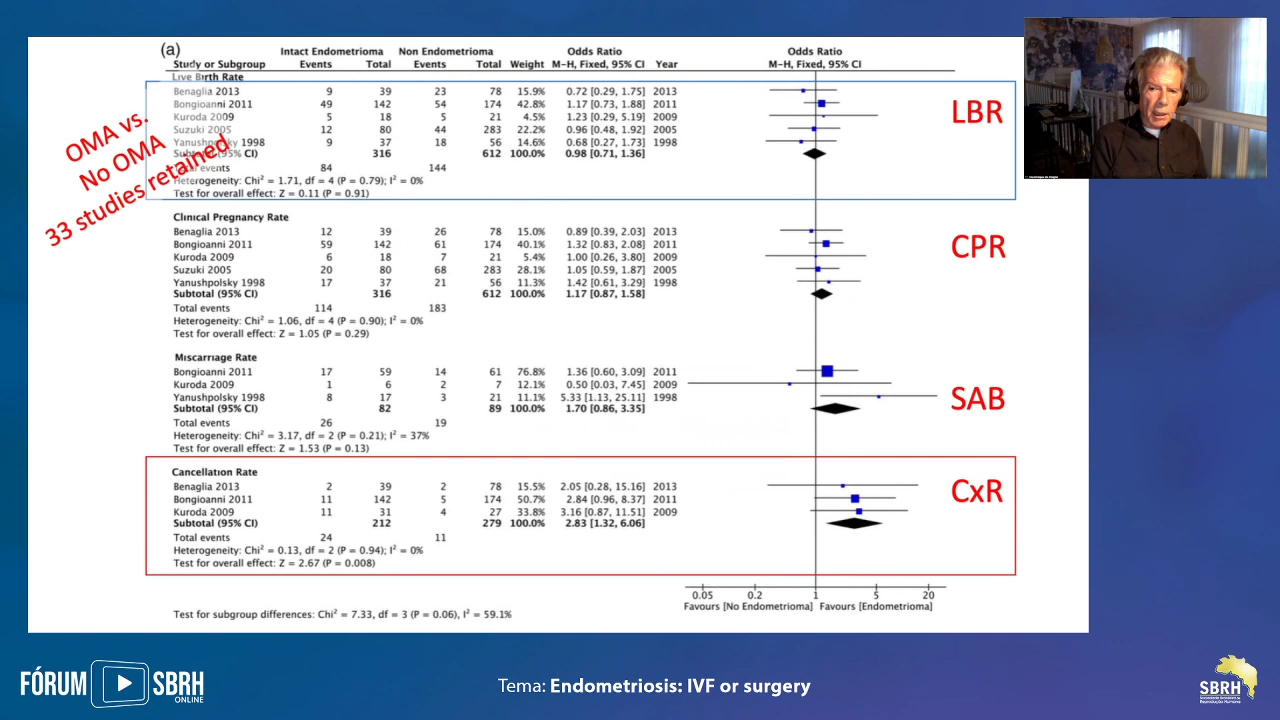 (a)
Intact Endometrioma Non Endometrioma Odds Ratio Odds Ratio
Study or Subgroup Events Total Events Total Weight M-H, Fixed, 95% CI Year M-H, Fixed, 95% CI
Live Birth Rate
Benaglia 2013 9 39 23 78 15.9% 0.72 [0.29, 1.75] 2013
Bongioanni 2011 49 142 54 174 42.8% 1.17 [0.73, 1.88] 2011
Kuroda 2009 5 18 5 21 4.5% 1.23 [0.29, 5.19] 2009
Suzuki 2005 12 80 44 283 22.2% 0.96 [0.48, 1.92] 2005
Yanushpolsky 1998 9 37 18 56 14.6% 0.68 [0.27, 1.73] 1998
Subtotal (95% CI) 316 612 100.0% 0.98 [0.71, 1.36]
Total events 84 144
Heterogeneity: Chi² = 1.71, df = 4 (P = 0.79); I² = 0%
Test for overall effect: Z = 0.11 (P = 0.91)
LBR
OMA vs.
No OMA
33 studies retained
Clinical Pregnancy Rate
Benaglia 2013 12 39 26 78 15.0% 0.89 [0.39, 2.03] 2013
Bongioanni 2011 59 142 61 174 40.1% 1.32 [0.83, 2.08] 2011
Kuroda 2009 6 18 7 21 5.4% 1.00 [0.26, 3.80] 2009
Suzuki 2005 20 80 68 283 28.1% 1.05 [0.59, 1.87] 2005
Yanushpolsky 1998 17 37 21 56 11.3% 1.42 [0.61, 3.29] 1998
Subtotal (95% CI) 316 612 100.0% 1.17 [0.87, 1.58]
Total events 114 183
Heterogeneity: Chi² = 1.06, df = 4 (P = 0.90); I² = 0%
Test for overall effect: Z = 1.05 (P = 0.29)
CPR
Miscarriage Rate
Bongioanni 2011 17 59 14 61 76.8% 1.36 [0.60, 3.09] 2011
Kuroda 2009 1 6 2 7 12.1% 0.50 [0.03, 7.45] 2009
Yanushpolsky 1998 8 17 3 21 11.1% 5.33 [1.13, 25.11] 1998
Subtotal (95% CI) 82 89 100.0% 1.70 [0.86, 3.35]
Total events 26 19
Heterogeneity: Chi² = 3.17, df = 2 (P = 0.21); I² = 37%
Test for overall effect: Z = 1.53 (P = 0.13)
SAB
Cancellation Rate
Benaglia 2013 2 39 2 78 15.5% 2.05 [0.28, 15.16] 2013
Bongioanni 2011 11 142 5 174 50.7% 2.84 [0.96, 8.37] 2011
Kuroda 2009 11 31 4 27 33.8% 3.16 [0.87, 11.51] 2009
Subtotal (95% CI) 212 279 100.0% 2.83 [1.32, 6.06]
Total events 24 11
Heterogeneity: Chi² = 0.13, df = 2 (P = 0.94); I² = 0%
Test for overall effect: Z = 2.67 (P = 0.008)
CxR
0.05 0.2 1 5 20
Favours [No Endometrioma] Favours [Endometrioma]
Test for subgroup differences: Chi² = 7.33, df = 3 (P = 0.06), I² = 59.1%
FÓRUM SBRH
ONLINE
Tema: Endometriosis: IVF or surgery
SBRH